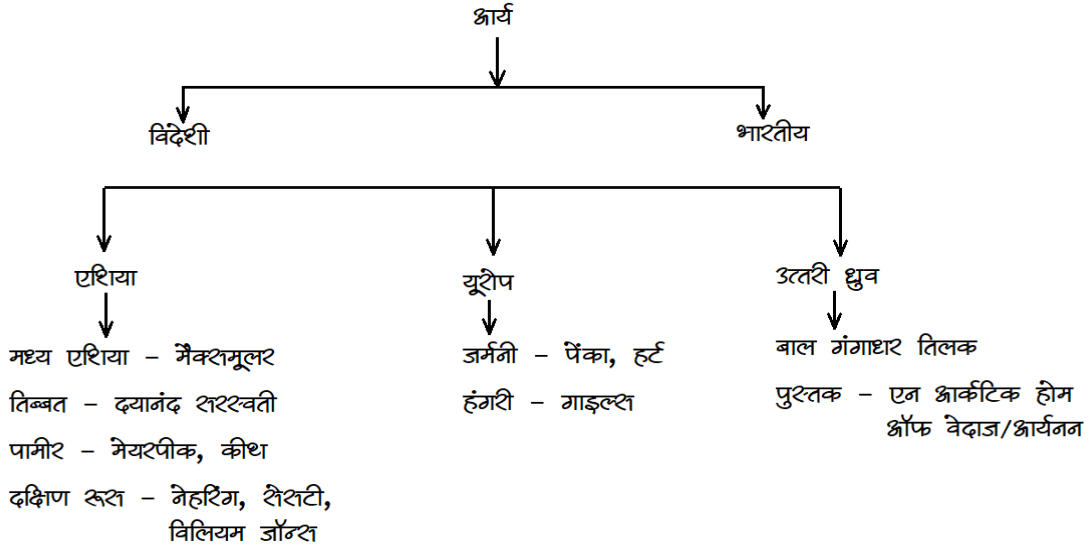 आर्य
विदेशी
भारतीय
एशिया
यूरोप
उत्तरी ध्रुव
मध्य एशिया – मैक्समूलर
तिब्बत – दयानंद सरस्वती
पामीर – मेयरपीक, कीथ
दक्षिण रूस – नेहरिंग, सेसटी,
विलियम जॉन्स
जर्मनी – पेंका, हर्ट
हंगरी – गाइल्स
बाल गंगाधर तिलक
पुस्तक – एन आर्कटिक होम
ऑफ वेदाज/आर्यनन